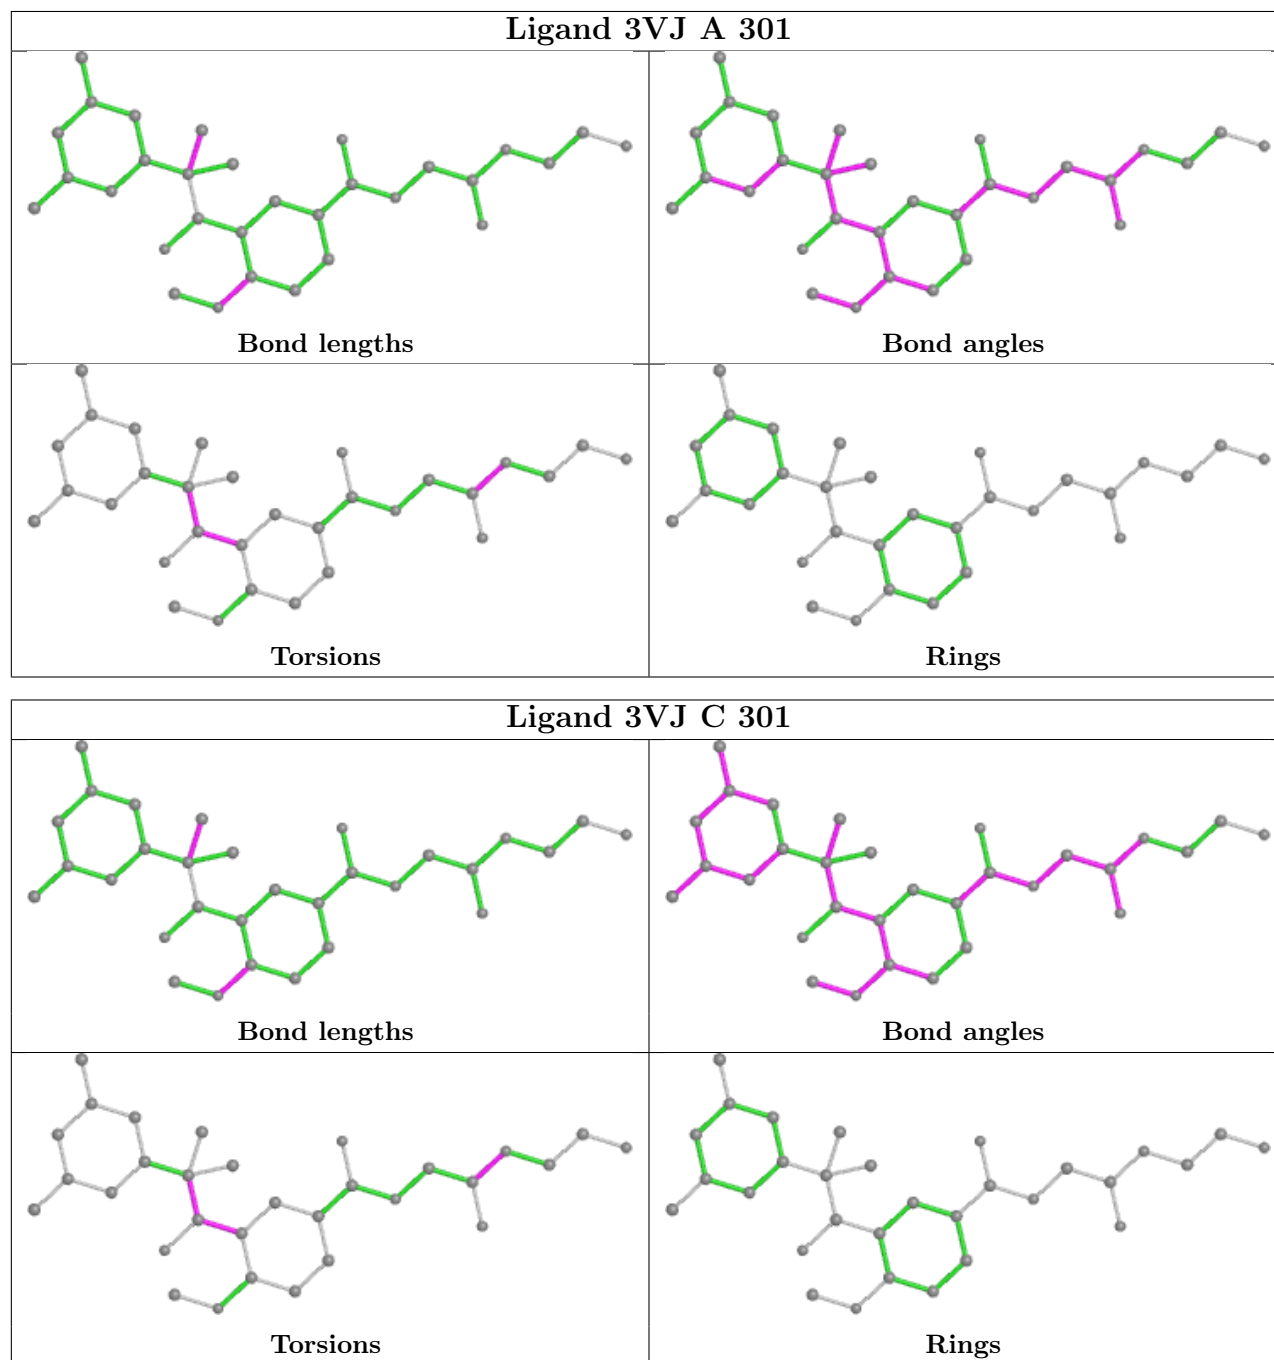 Ligand 3VJ A 301
Bond lengths
Bond angles
Torsions
Rings
Ligand 3VJ C 301
Bond lengths
Bond angles
Torsions
Rings